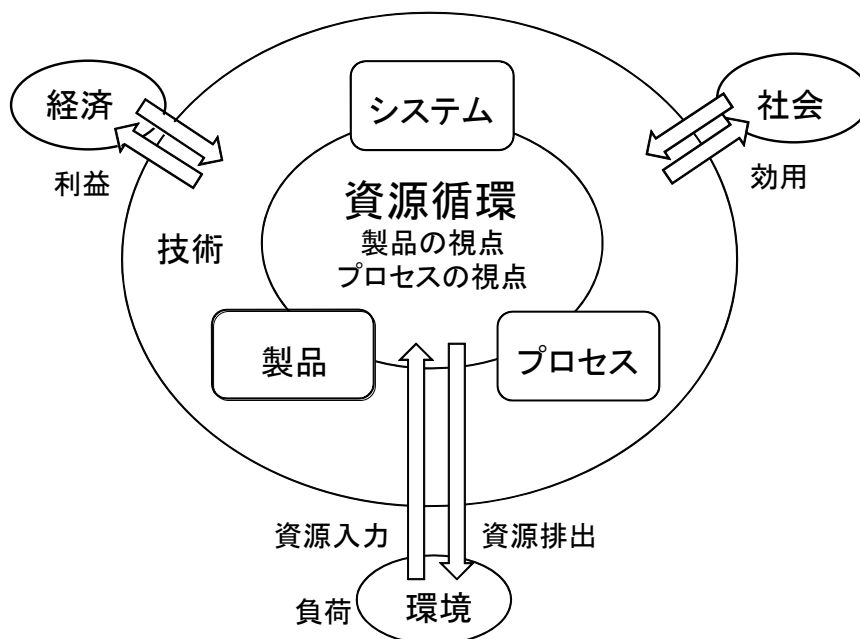 経済
社会
システム
利益
効用
資源循環
技術
製品の視点
プロセスの視点
製品
プロセス
資源入力
資源排出
負荷
環境